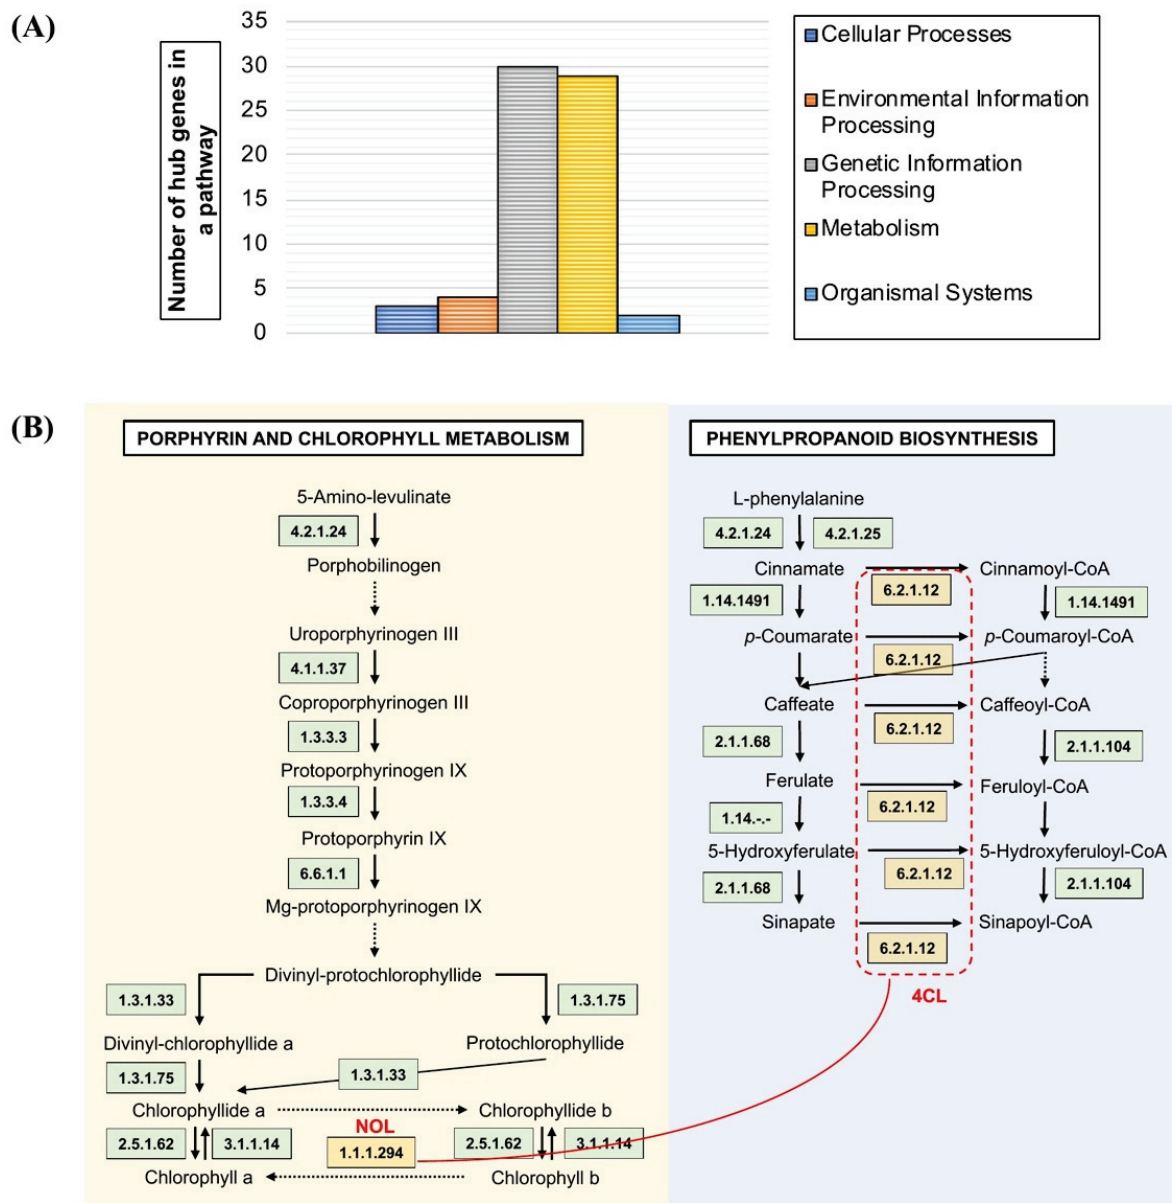 (A)
Number of hub genes in
a pathway
35
30
25
20
15
10
5
0
Cellular Processes
Environmental Information
Processing
Genetic Information
Processing
Metabolism
Organismal Systems
(B)
PORPHYRIN AND CHLOROPHYLL METABOLISM
5-Amino-levulinate
4.2.1.24
Porphobilinogen
Uroporphyrinogen III
4.1.1.37
Coproporphyrinogen III
1.3.3.3
Protoporphyrinogen IX
1.3.3.4
Protoporphyrin IX
6.6.1.1
Mg-protoporphyrinogen IX
Divinyl-protochlorophyllide
1.3.1.33
1.3.1.75
Divinyl-chlorophyllide a
Protochlorophyllide
1.3.1.75
1.3.1.33
Chlorophyllide a
Chlorophyllide b
NOL
2.5.1.62
3.1.1.14
1.1.1.294
2.5.1.62
3.1.1.14
Chlorophyll a
Chlorophyll b
PHENYLPROPANOID BIOSYNTHESIS
L-phenylalanine
4.2.1.24
4.2.1.25
Cinnamate
Cinnamoyl-CoA
6.2.1.12
1.14.1491
1.14.1491
p-Coumarate
p-Coumaroyl-CoA
6.2.1.12
Caffeate
Caffeoyl-CoA
6.2.1.12
2.1.1.68
2.1.1.104
Ferulate
Feruloyl-CoA
6.2.1.12
1.14.-.-
5-Hydroxyferulate
5-Hydroxyferuloyl-CoA
6.2.1.12
2.1.1.68
2.1.1.104
Sinapate
Sinapoyl-CoA
6.2.1.12
4CL